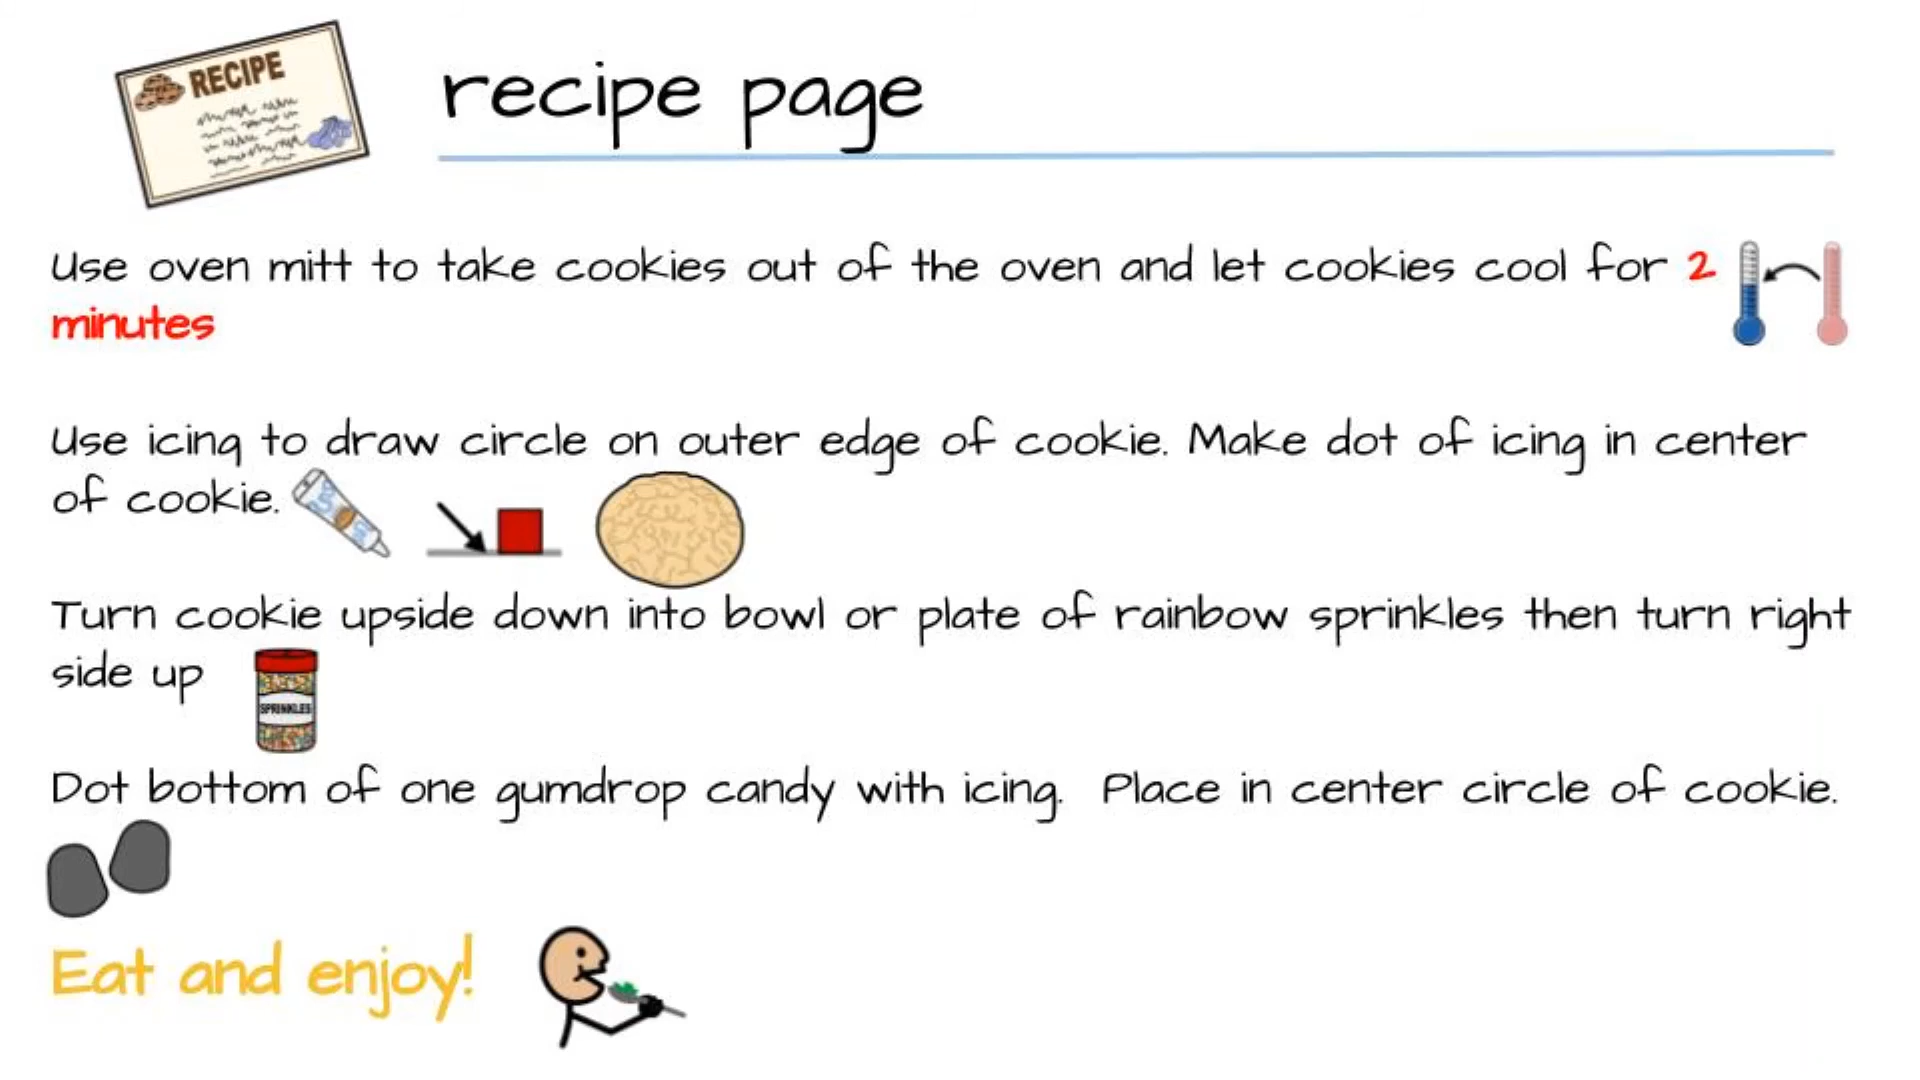 RECIPE
recipe page
Use oven mitt to take cookies out of the oven and let cookies cool for 2
minutes
Use icing to draw circle on outer edge of cookie. Make dot of icing in center
of cookie.
Turn cookie upside down into bowl or plate of rainbow sprinkles then turn right
side up
SPRINKLES
Dot bottom of one gumdrop candy with icing. Place in center circle of cookie.
Eat and enjoy!